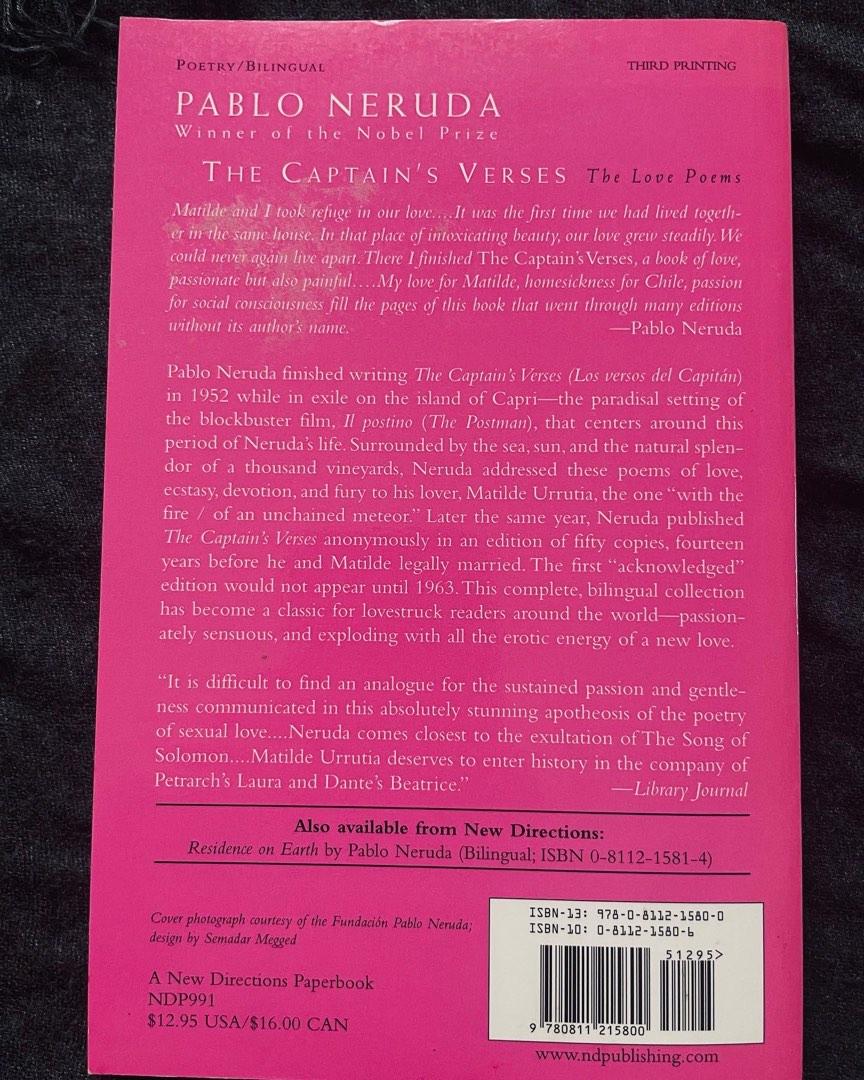 POETRY/BILINGUAL
THIRD PRINTING
PABLO NERUDA
Winner of the Nobel Prize
THE CAPTAIN'S VERSES The Love Poems
Matilde and I took refuge in our love....It was the first time we had lived togeth-
er in the same house. In that place of intoxicating beauty, our love grew steadily. We
could never again live apart. There I finished The Captain's Verses, a book of love,
passionate but also painful....My love for Matilde, homesickness for Chile, passion
for social consciousness fill the pages of this book that went through many editions
without its author's name. —Pablo Neruda
Pablo Neruda finished writing The Captain's Verses (Los versos del Capitán)
in 1952 while in exile on the island of Capri—the paradisal setting of
the blockbuster film, Il postino (The Postman), that centers around this
period of Neruda's life. Surrounded by the sea, sun, and the natural splen-
dor of a thousand vineyards, Neruda addressed these poems of love,
ecstasy, devotion, and fury to his lover, Matilde Urrutia, the one "with the
fire / of an unchained meteor." Later the same year, Neruda published
The Captain's Verses anonymously in an edition of fifty copies, fourteen
years before he and Matilde legally married. The first "acknowledged"
edition would not appear until 1963. This complete, bilingual collection
has become a classic for lovestruck readers around the world—passion-
ately sensuous, and exploding with all the erotic energy of a new love.
"It is difficult to find an analogue for the sustained passion and gentle-
ness communicated in this absolutely stunning apotheosis of the poetry
of sexual love....Neruda comes closest to the exultation of The Song of
Solomon....Matilde Urrutia deserves to enter history in the company of
Petrarch's Laura and Dante's Beatrice." —Library Journal
Also available from New Directions:
Residence on Earth by Pablo Neruda (Bilingual; ISBN 0-8112-1581-4)
Cover photograph courtesy of the Fundación Pablo Neruda;
design by Semadar Megged
A New Directions Paperbook
NDP991
$12.95 USA/$16.00 CAN
ISBN-13: 978-0-8112-1580-0
ISBN-10: 0-8112-1580-6
51295>
9 780811 215800
www.ndpublishing.com